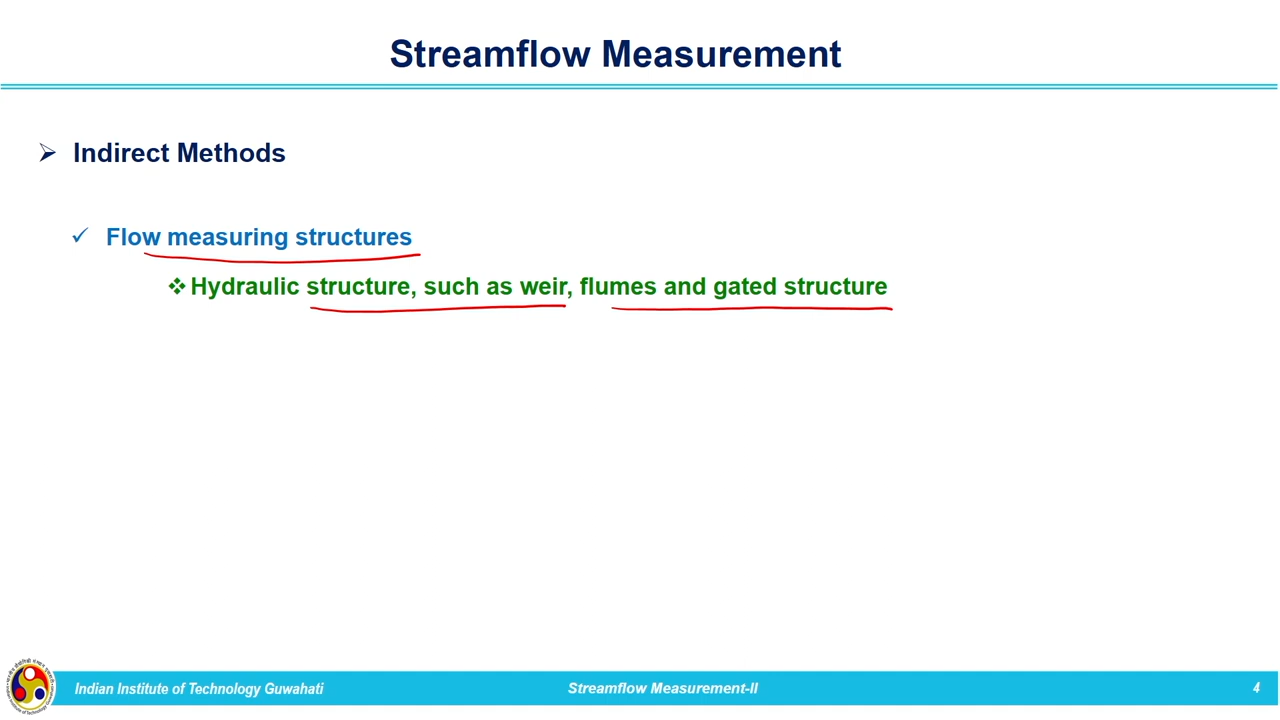 Streamflow Measurement
Indirect Methods
Flow measuring structures
Hydraulic structure, such as weir, flumes and gated structure
Indian Institute of Technology Guwahati
Streamflow Measurement-II
4